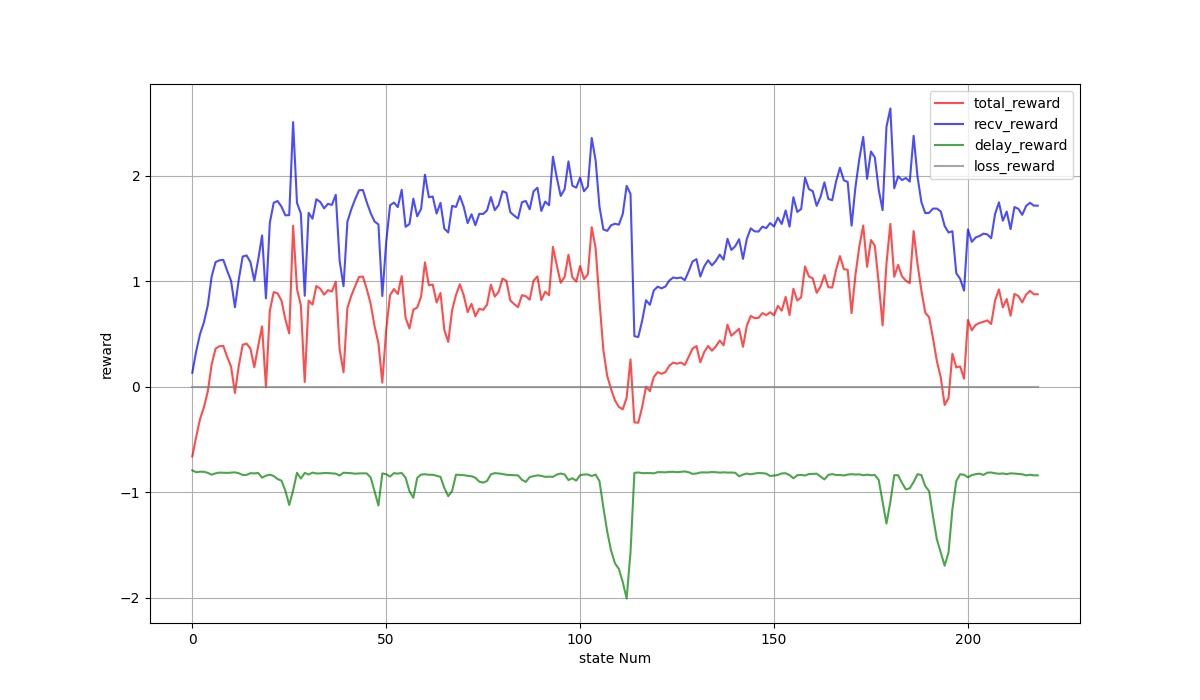 total_reward
recv_reward
delay_reward
loss_reward
reward
2
1
0
−1
−2
0 50 100 150 200
state Num